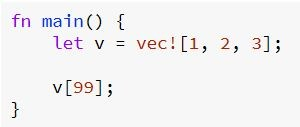 fn main() {
    let v = vec![1, 2, 3];

    v[99];
}